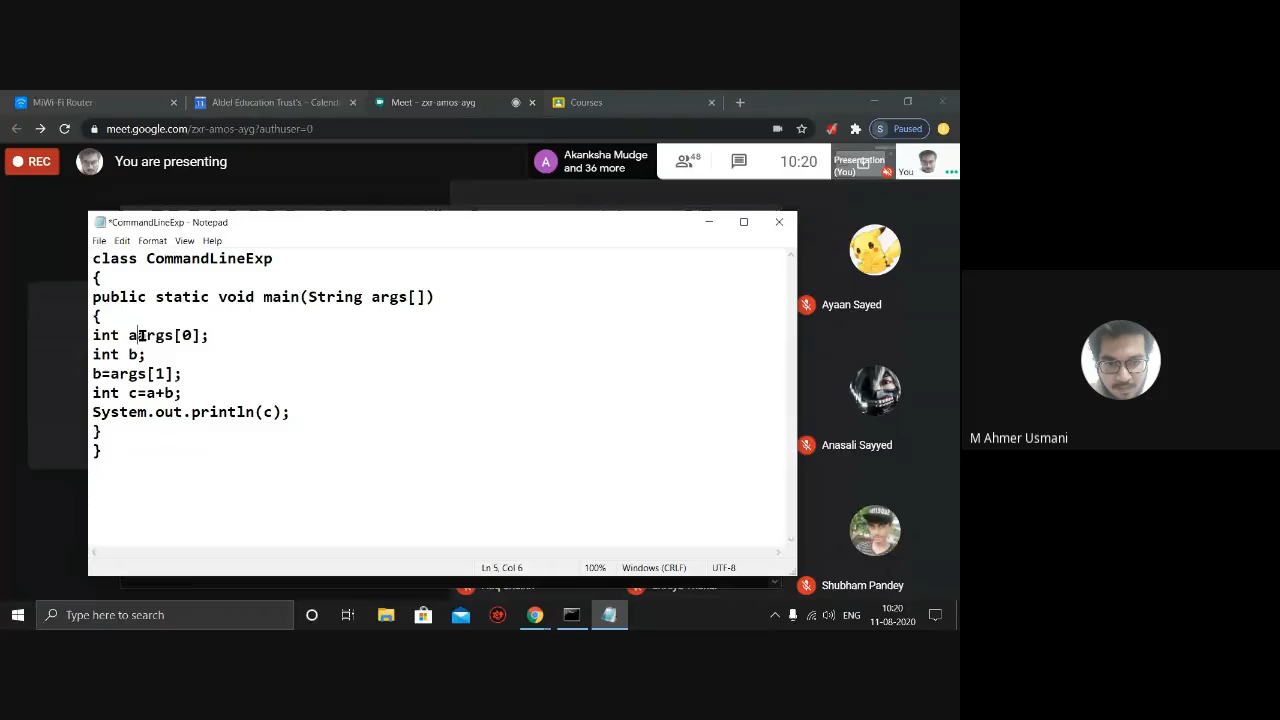 MiWi-Fi Router
Aldel Education Trust's – Calend
Meet – zxr-amos-ayg
Courses
meet.google.com/zxr-amos-ayg?authuser=0
S Paused
REC
You are presenting
A
Akanksha Mudge
and 36 more
48
10:20
Presentation
(You)
You
*CommandLineExp - Notepad
File Edit Format View Help
class CommandLineExp
{
public static void main(String args[])
{
int aargs[0];
int b;
b=args[1];
int c=a+b;
System.out.println(c);
}
}
Ln 5, Col 6 100% Windows (CRLF) UTF-8
Ayaan Sayed
Anasali Sayyed
Shubham Pandey
M Ahmer Usmani
Type here to search
ENG
10:20
11-08-2020